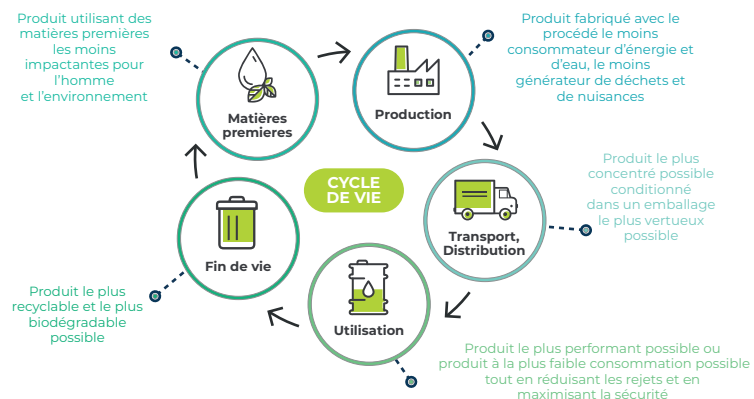 Produit utilisant des
matières premières
les moins
impactantes pour
l'homme
et l'environnement
Matières
premieres
Production
Produit fabriqué avec le
procédé le moins
consommateur d'énergie et
d'eau, le moins
générateur de déchets et
de nuisances
CYCLE
DE VIE
Transport,
Distribution
Produit le plus
concentré possible
conditionné
dans un emballage
le plus vertueux
possible
Fin de vie
Produit le plus
recyclable et le plus
biodégradable
possible
Utilisation
Produit le plus performant possible ou
produit à la plus faible consommation possible
tout en réduisant les rejets et en
maximisant la sécurité